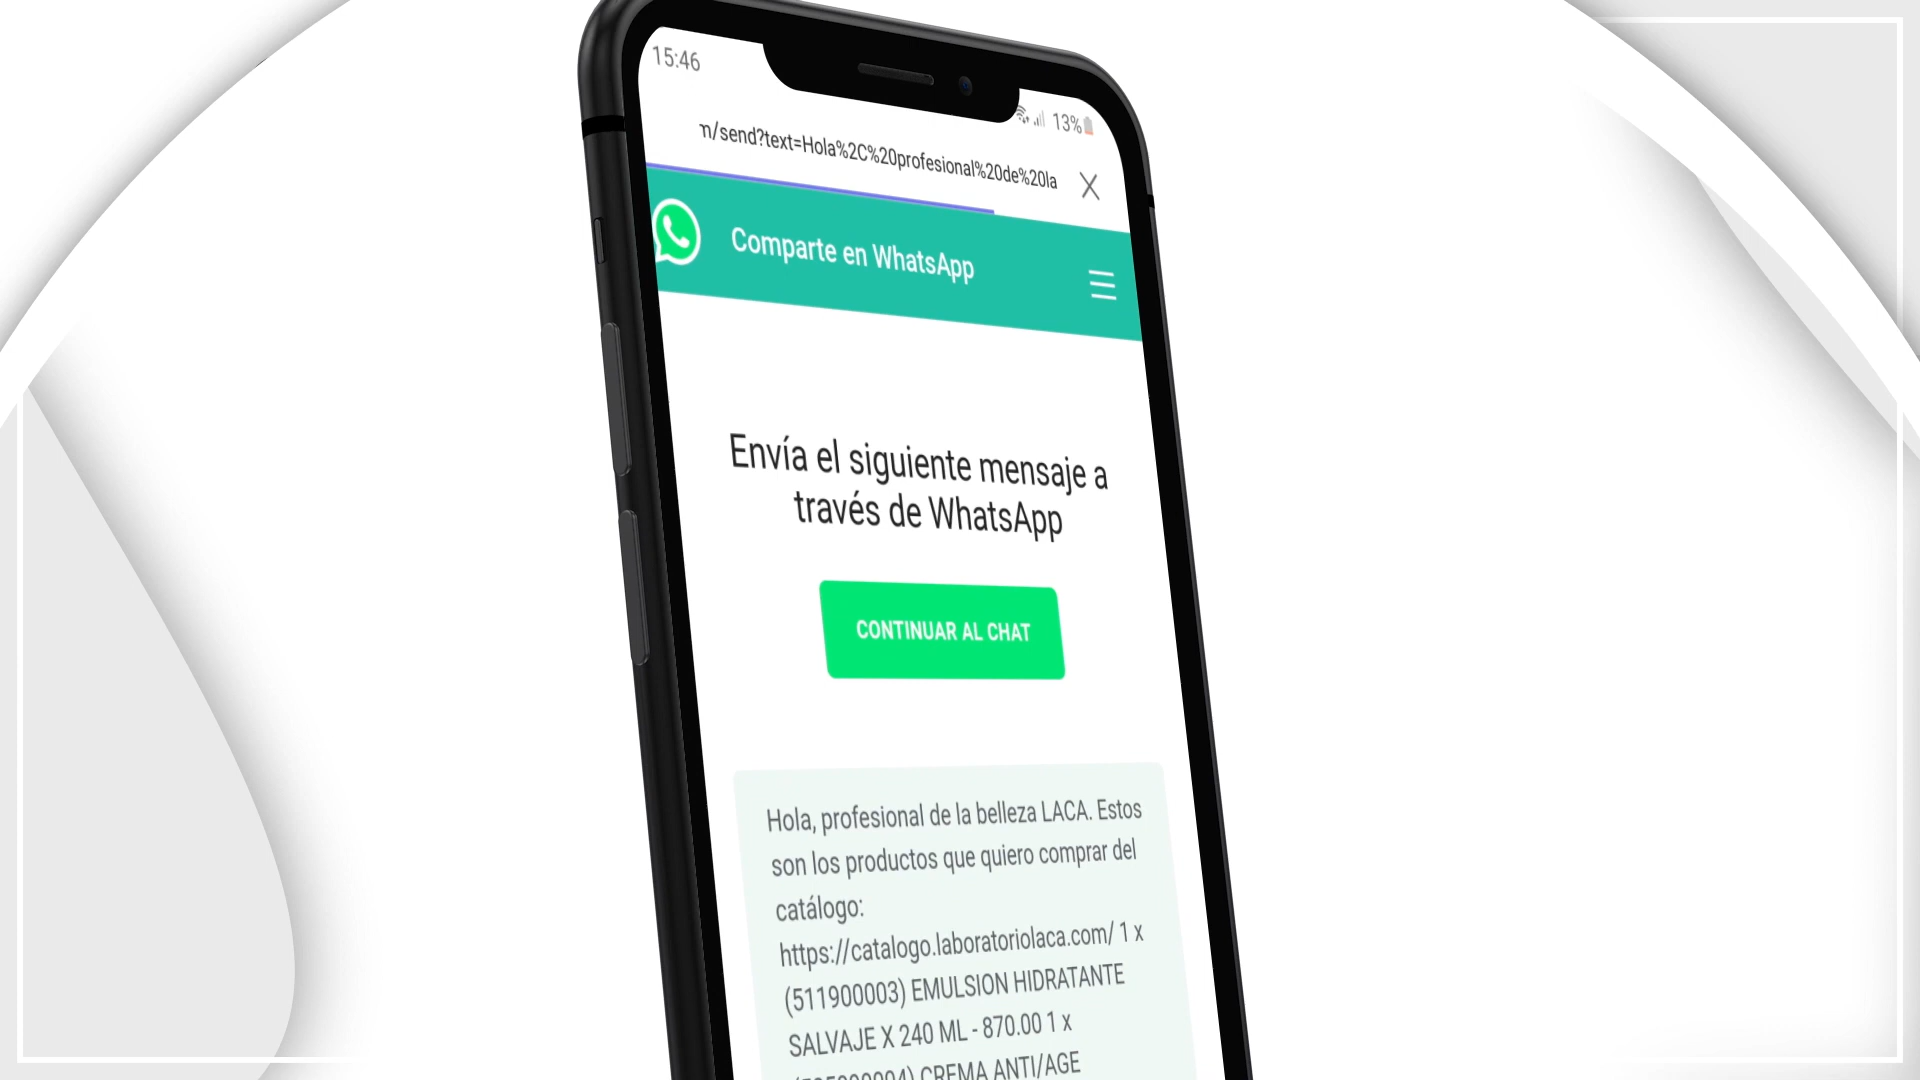 15:46
13%
/send?text=Hola%2C%20profesional%20de%20la
Comparte en WhatsApp
Envía el siguiente mensaje a
través de WhatsApp
CONTINUAR AL CHAT
Hola, profesional de la belleza LACA. Estos
son los productos que quiero comprar del
catálogo:
https://catalogo.laboratoriolaca.com/ 1 x
(511900003) EMULSION HIDRATANTE
SALVAJE X 240 ML - 870.00 1 x
CREMA ANTI/AGE